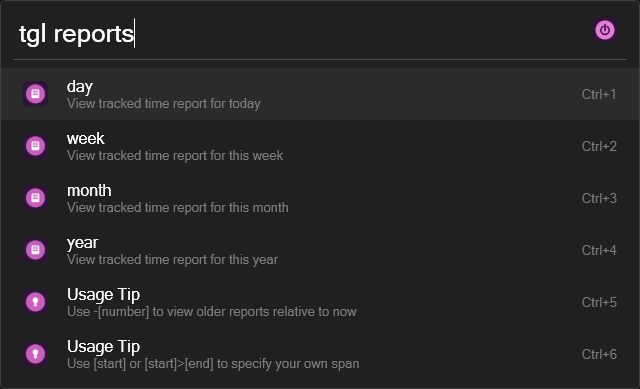 tgl reports
day
View tracked time report for today
Ctrl+1
week
View tracked time report for this week
Ctrl+2
month
View tracked time report for this month
Ctrl+3
year
View tracked time report for this year
Ctrl+4
Usage Tip
Use -[number] to view older reports relative to now
Ctrl+5
Usage Tip
Use [start] or [start]>[end] to specify your own span
Ctrl+6